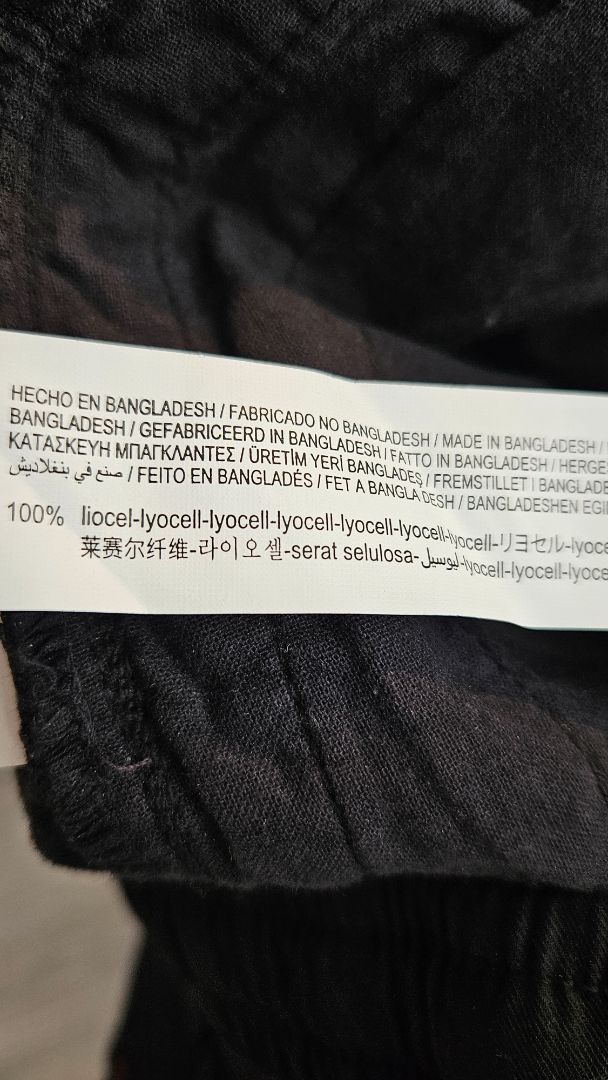 HECHO EN BANGLADESH / FABRICADO NO BANGLADESH / MADE IN BANGLADESH /
BANGLADESH / GEFABRICEERD IN BANGLADESH / FATTO IN BANGLADESH / HERGE
ΚΑΤΑΣΚΕΥΗ ΜΠΑΓΚΛΑΝΤΕΣ / ÜRETİM YERİ BANGLADEŞ / FREMSTILLET I BANGLADE
صنع في بنغلاديش / FEITO EN BANGLADÉS / FET A BANGLA DESH / BANGLADESHEN EGI
100% liocel-lyocell-lyocell-lyocell-lyocell-lyocell-lyocell-リヨセル-lyoce
莱赛尔纤维-라이오셀-serat selulosa-ليوسيل-lyocell-lyocell-lyoce